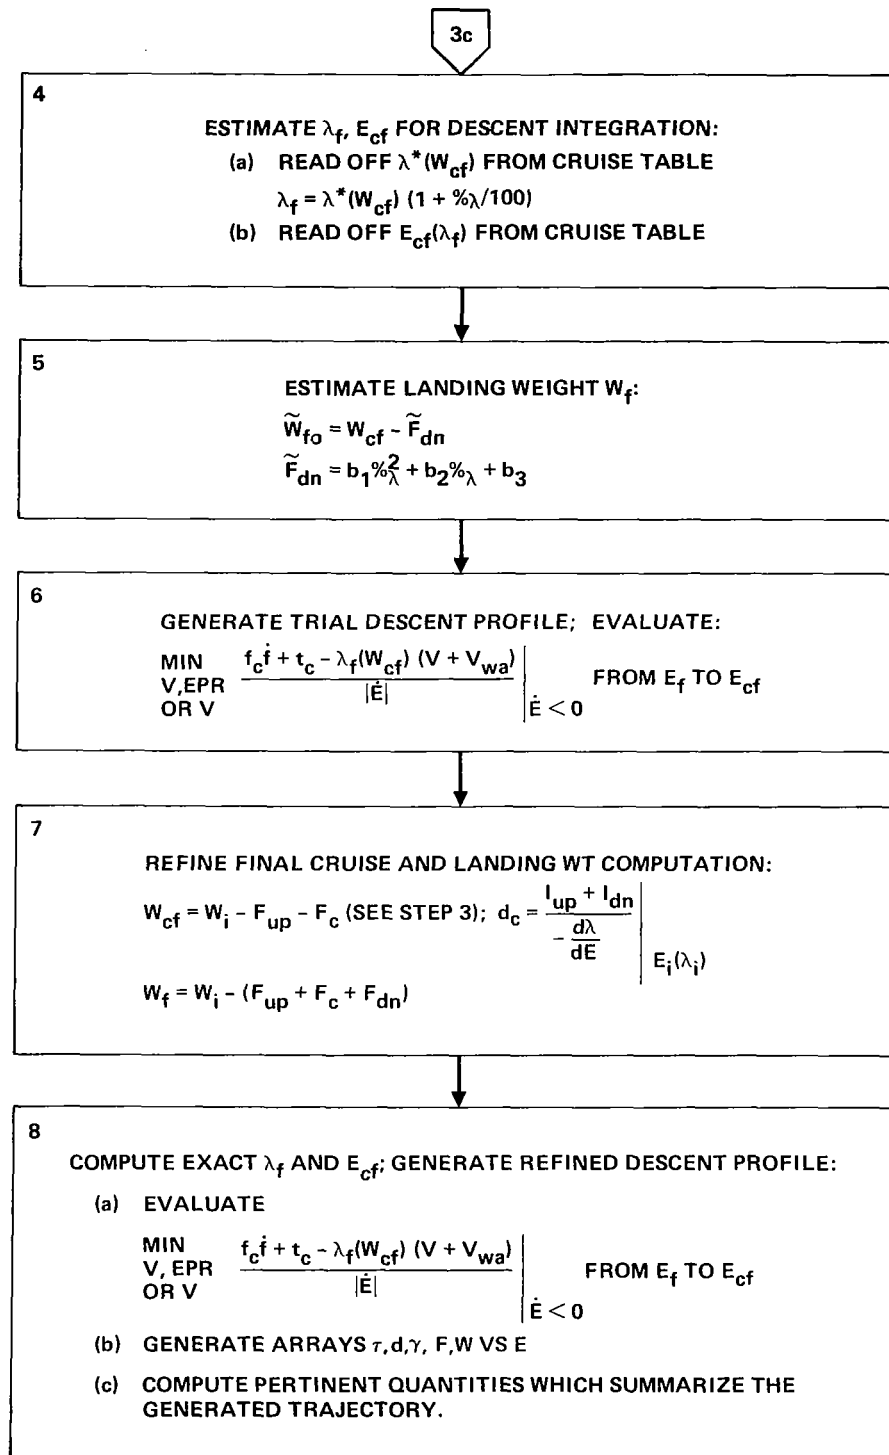 3c
4
ESTIMATE λf, Ecf FOR DESCENT INTEGRATION:
(a) READ OFF λ*(Wcf) FROM CRUISE TABLE
λf = λ*(Wcf) (1 + %λ/100)
(b) READ OFF Ecf(λf) FROM CRUISE TABLE
5
ESTIMATE LANDING WEIGHT Wf:
W̃fo = Wcf – F̃dn
F̃dn = b1%λ² + b2%λ + b3
6
GENERATE TRIAL DESCENT PROFILE; EVALUATE:
MIN V,EPR OR V (fcḟ + tc – λf(Wcf) (V + Vwa)) / |Ė| | Ė < 0 FROM Ef TO Ecf
7
REFINE FINAL CRUISE AND LANDING WT COMPUTATION:
Wcf = Wi – Fup – Fc (SEE STEP 3); dc = (Iup + Idn) / (– dλ/dE) | Ei(λi)
Wf = Wi – (Fup + Fc + Fdn)
8
COMPUTE EXACT λf AND Ecf; GENERATE REFINED DESCENT PROFILE:
(a) EVALUATE
MIN V, EPR OR V (fcḟ + tc – λf(Wcf) (V + Vwa)) / |Ė| | Ė < 0 FROM Ef TO Ecf
(b) GENERATE ARRAYS τ,d,γ, F,W VS E
(c) COMPUTE PERTINENT QUANTITIES WHICH SUMMARIZE THE
GENERATED TRAJECTORY.